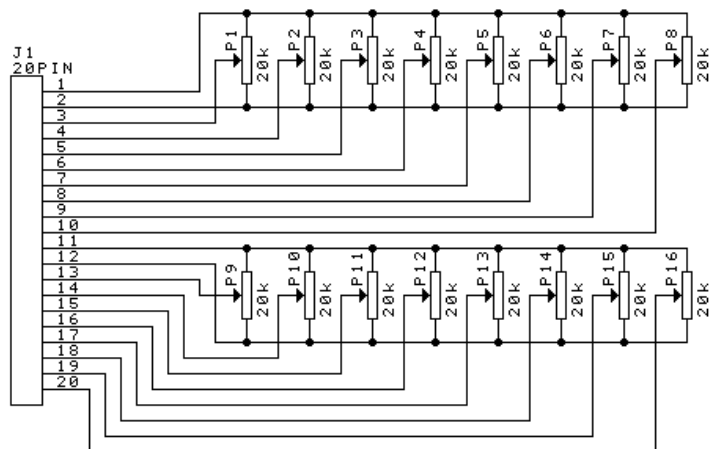 J1
20PIN
1
2
3
4
5
6
7
8
9
10
11
12
13
14
15
16
17
18
19
20
P1 20k
P2 20k
P3 20k
P4 20k
P5 20k
P6 20k
P7 20k
P8 20k
P9 20k
P10 20k
P11 20k
P12 20k
P13 20k
P14 20k
P15 20k
P16 20k